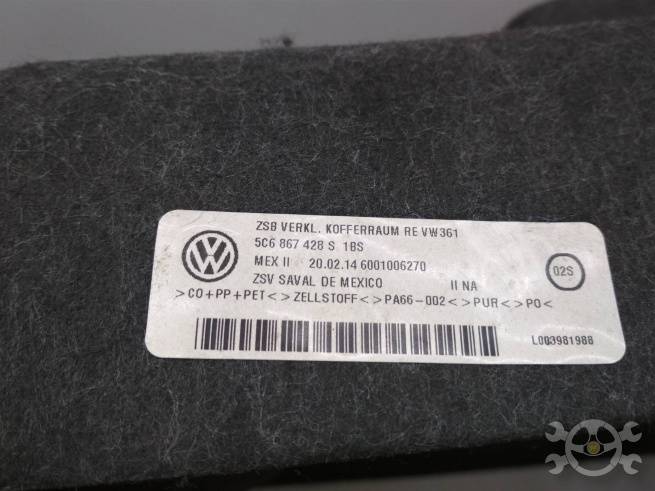 ZSB VERKL. KOFFERRAUM RE VW361
5C6 867 428 S 1BS
MEX II 20.02.14 6001006270
02S
ZSV SAVAL DE MEXICO II NA
>CO+PP+PET<>ZELLSTOFF<>PA66-002<>PUR<>PO<
L003981988